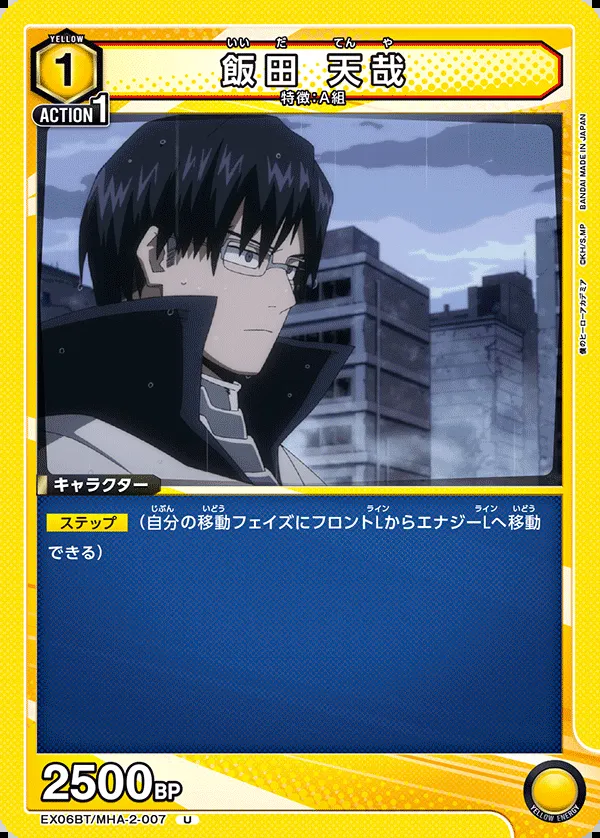 YELLOW
1
ACTION 1
いい だ てん や
飯田 天哉
特徴:A組
僕のヒーローアカデミア ©KH/S,MP BANDAI MADE IN JAPAN
キャラクター
じぶん いどう ライン ライン いどう
ステップ (自分の移動フェイズにフロントLからエナジーLへ移動
できる)
2500BP
EX06BT/MHA-2-007 U
YELLOW ENERGY